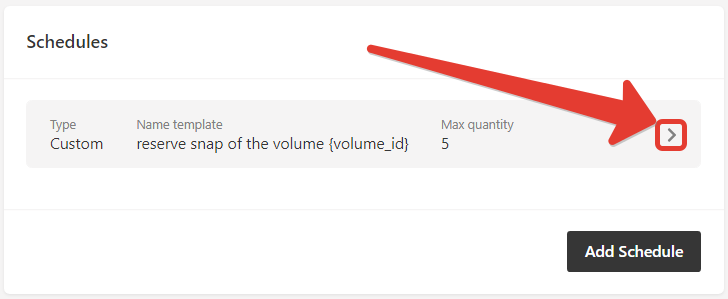 Schedules
Type Name template Max quantity
Custom reserve snap of the volume {volume_id} 5
Add Schedule